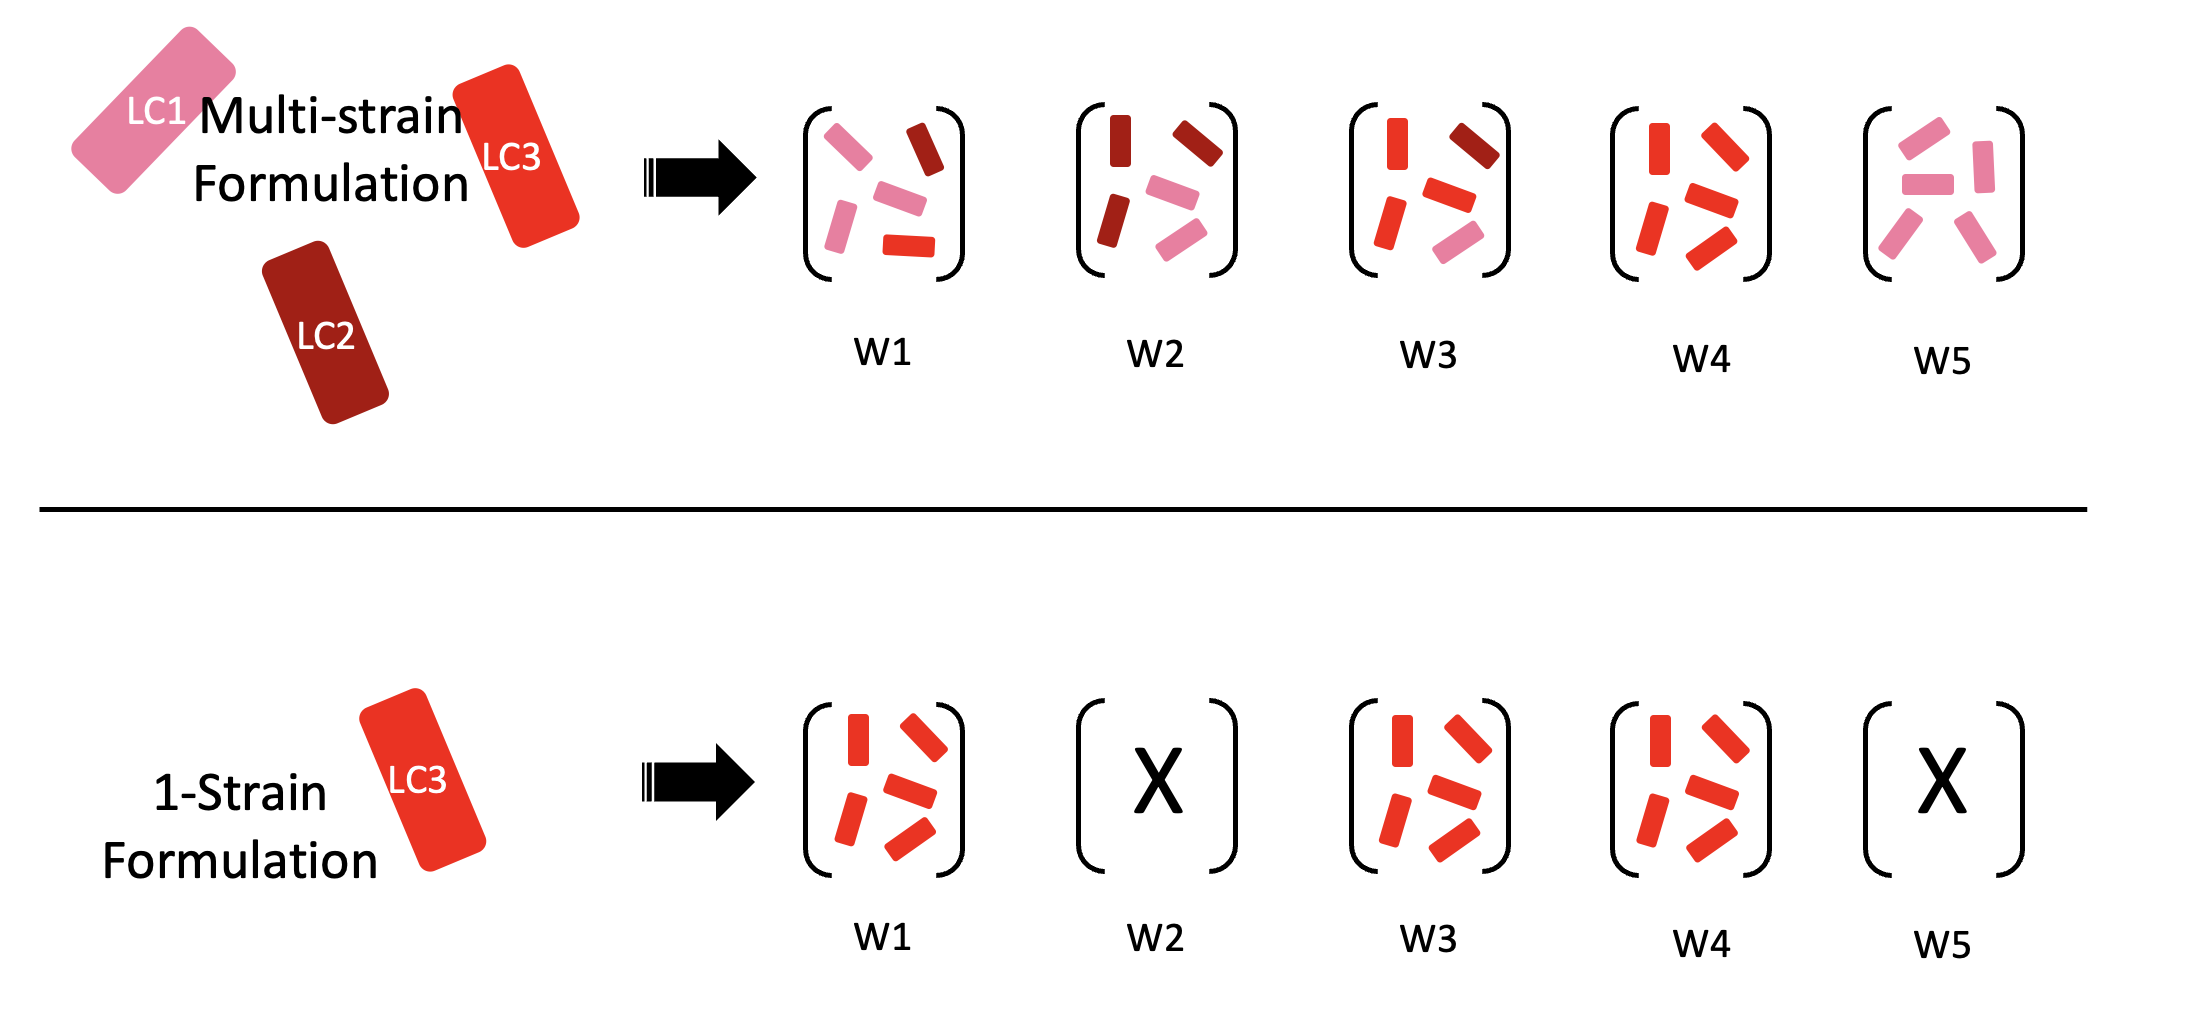 LC1
Multi-strain
Formulation
LC3
LC2
W1
W2
W3
W4
W5
1-Strain
Formulation
LC3
X
X
W1
W2
W3
W4
W5